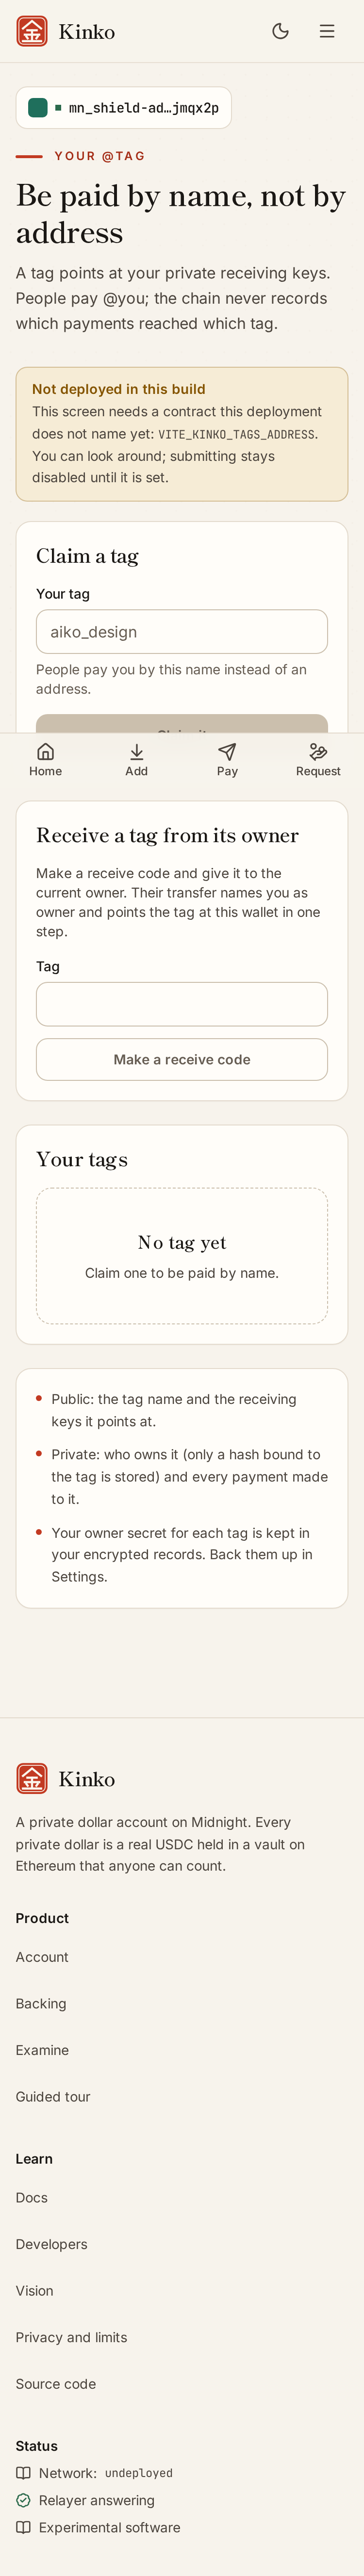 金 Kinko
mn_shield-ad…jmqx2p
YOUR @TAG
Be paid by name, not by
address
A tag points at your private receiving keys.
People pay @you; the chain never records
which payments reached which tag.
Not deployed in this build
This screen needs a contract this deployment
does not name yet: VITE_KINKO_TAGS_ADDRESS.
You can look around; submitting stays
disabled until it is set.
Claim a tag
Your tag
aiko_design
People pay you by this name instead of an
address.
Home
Add
Pay
Request
Receive a tag from its owner
Make a receive code and give it to the
current owner. Their transfer names you as
owner and points the tag at this wallet in one
step.
Tag
Make a receive code
Your tags
No tag yet
Claim one to be paid by name.
Public: the tag name and the receiving
keys it points at.
Private: who owns it (only a hash bound to
the tag is stored) and every payment made
to it.
Your owner secret for each tag is kept in
your encrypted records. Back them up in
Settings.
金 Kinko
A private dollar account on Midnight. Every
private dollar is a real USDC held in a vault on
Ethereum that anyone can count.
Product
Account
Backing
Examine
Guided tour
Learn
Docs
Developers
Vision
Privacy and limits
Source code
Status
Network: undeployed
Relayer answering
Experimental software